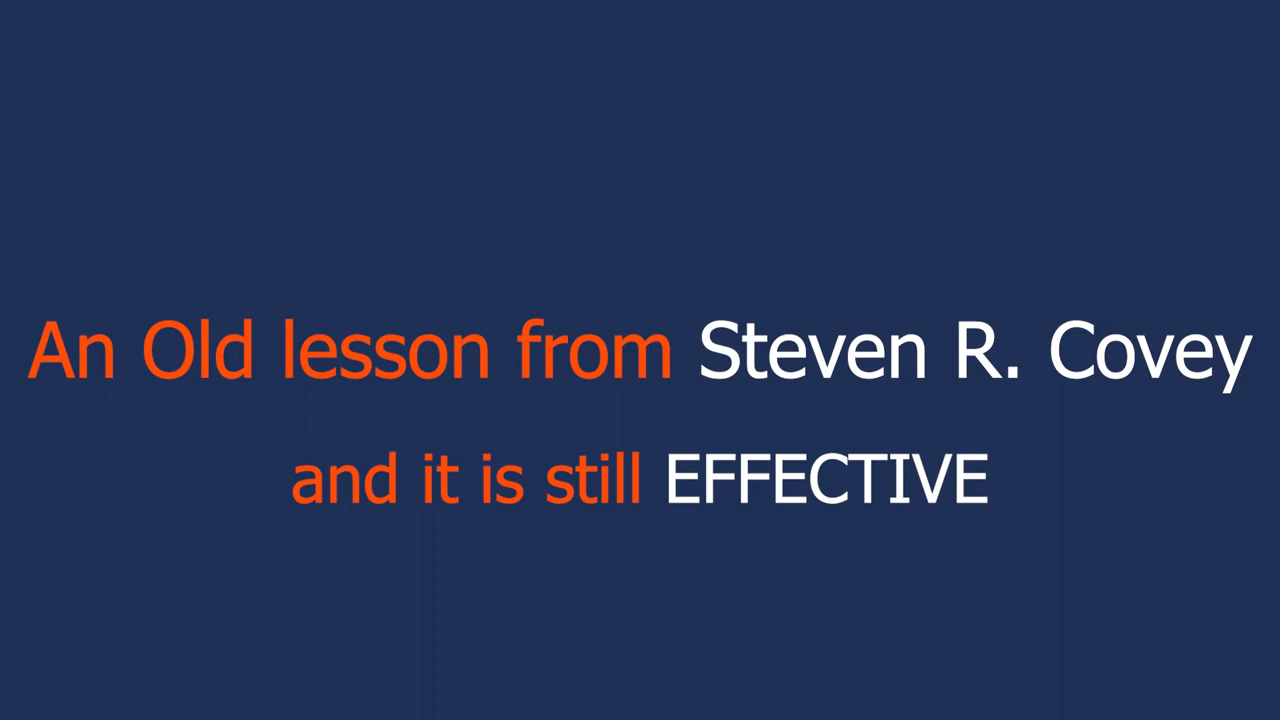 An Old lesson from Steven R. Covey
and it is still EFFECTIVE